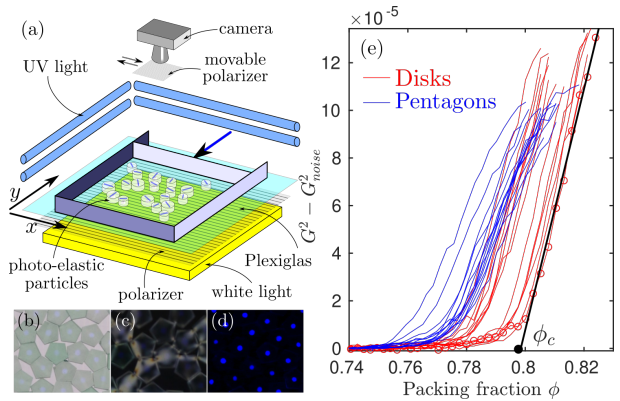 (a)
camera
movable
polarizer
UV light
y
x
photo-elastic
particles
polarizer
white light
Plexiglas
(b)
(c)
(d)
× 10⁻⁵
(e)
Disks
Pentagons
12
10
8
6
4
2
0
G² − G²noise
ϕc
0.74
0.76
0.78
0.8
0.82
Packing fraction ϕ